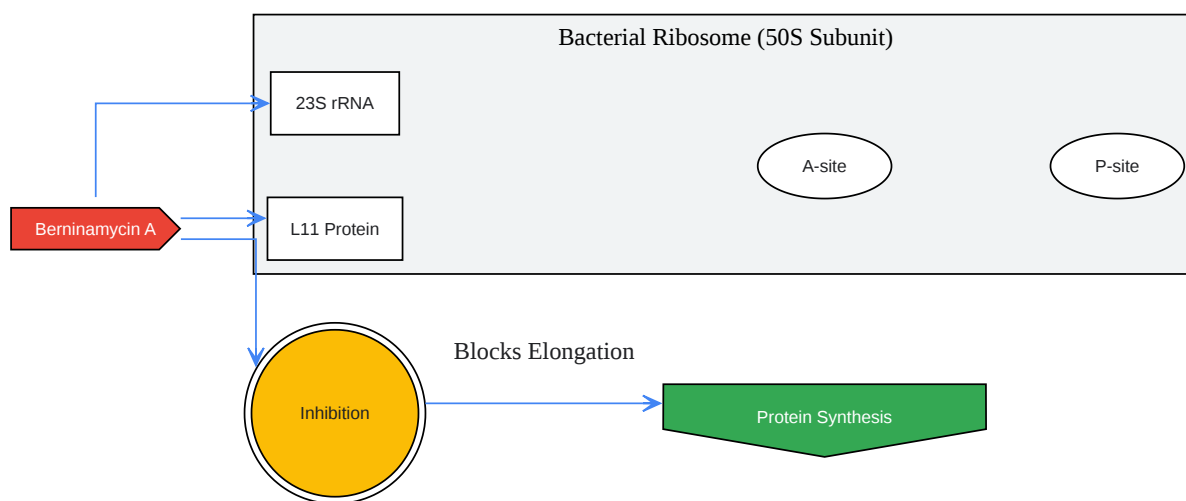 Bacterial Ribosome (50S Subunit)
23S rRNA
A-site
P-site
Berninamycin A
L11 Protein
Blocks Elongation
Inhibition
Protein Synthesis